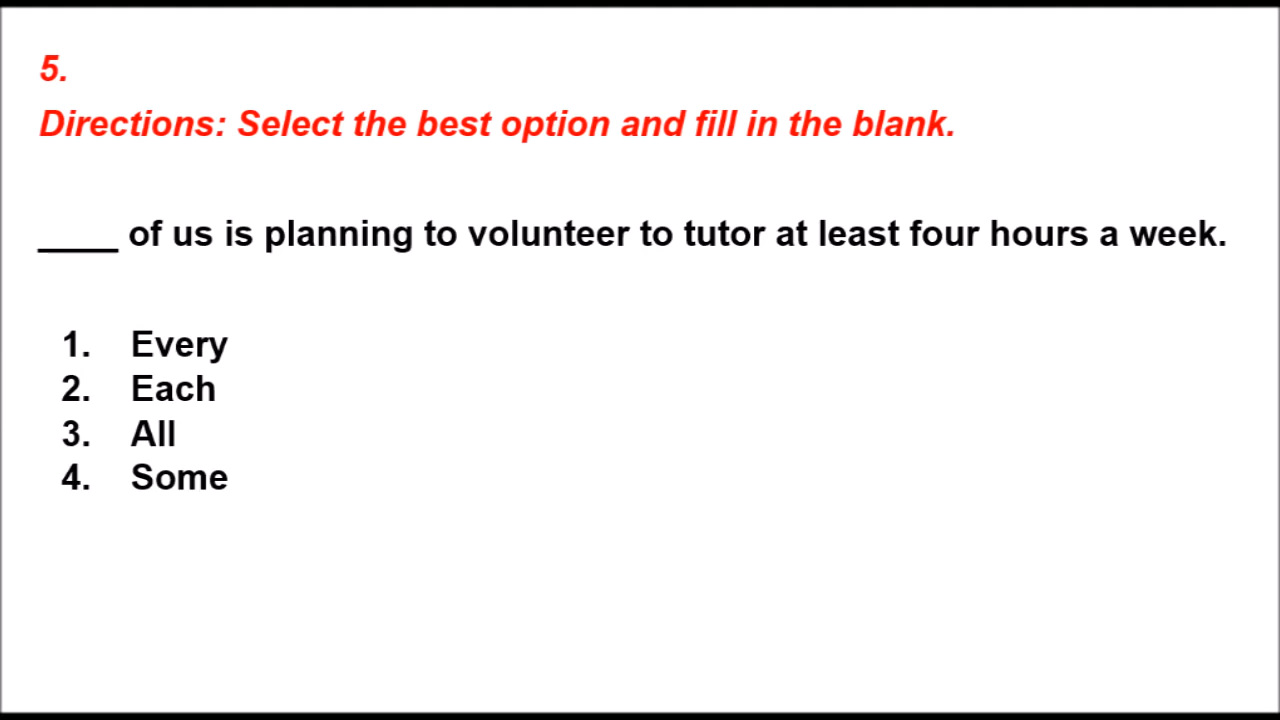 5.
Directions: Select the best option and fill in the blank.
____ of us is planning to volunteer to tutor at least four hours a week.
1. Every
2. Each
3. All
4. Some